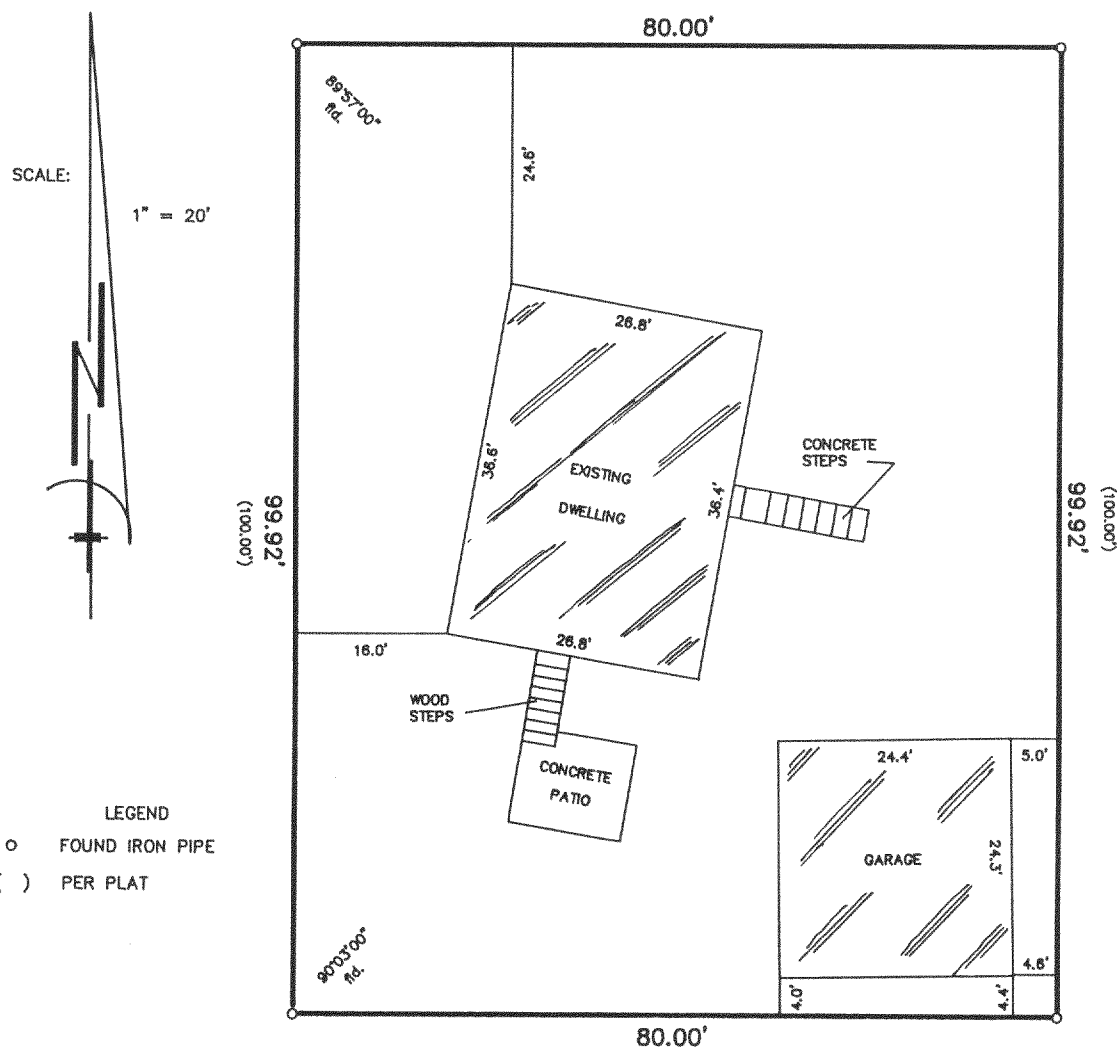 80.00'
89°57'00"
fld.
SCALE:
1" = 20'
24.6'
N
26.8'
36.6'
EXISTING
DWELLING
36.4'
CONCRETE
STEPS
99.92'
(100.00')
99.92'
(100.00')
16.0'
26.8'
WOOD
STEPS
CONCRETE
PATIO
24.4'
5.0'
24.3'
GARAGE
4.6'
4.0'
4.4'
LEGEND
FOUND IRON PIPE
( ) PER PLAT
90°03'00"
fld.
80.00'